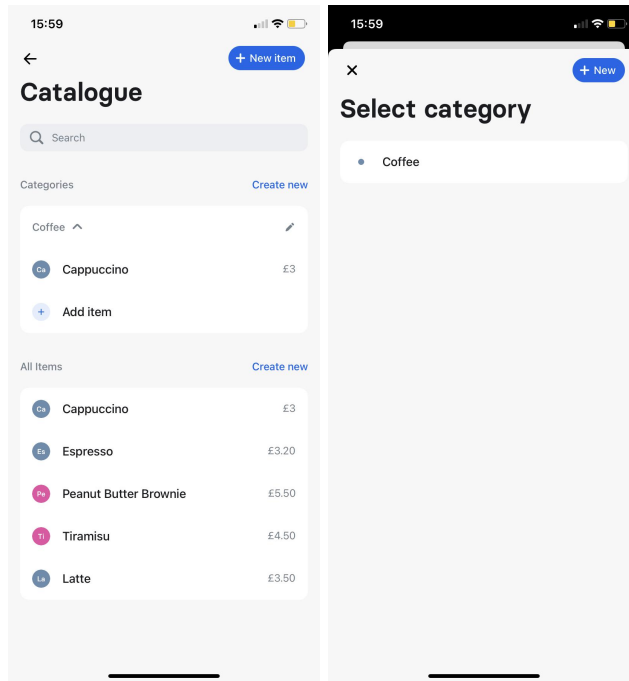 15:59
+ New item
Catalogue
Search
Categories Create new
Coffee
Ca Cappuccino £3
+ Add item
All Items Create new
Ca Cappuccino £3
Es Espresso £3.20
Pe Peanut Butter Brownie £5.50
Ti Tiramisu £4.50
La Latte £3.50
15:59
+ New
Select category
Coffee